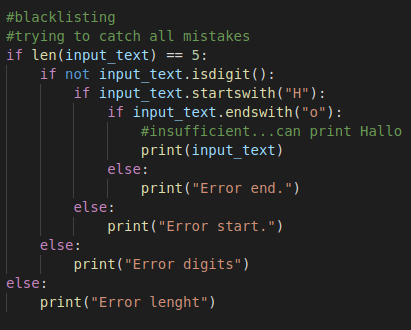 #blacklisting
#trying to catch all mistakes
if len(input_text) == 5:
    if not input_text.isdigit():
        if input_text.startswith("H"):
            if input_text.endswith("o"):
                #insufficient...can print Hallo
                print(input_text)
            else:
                print("Error end.")
        else:
            print("Error start.")
    else:
        print("Error digits")
else:
    print("Error lenght")